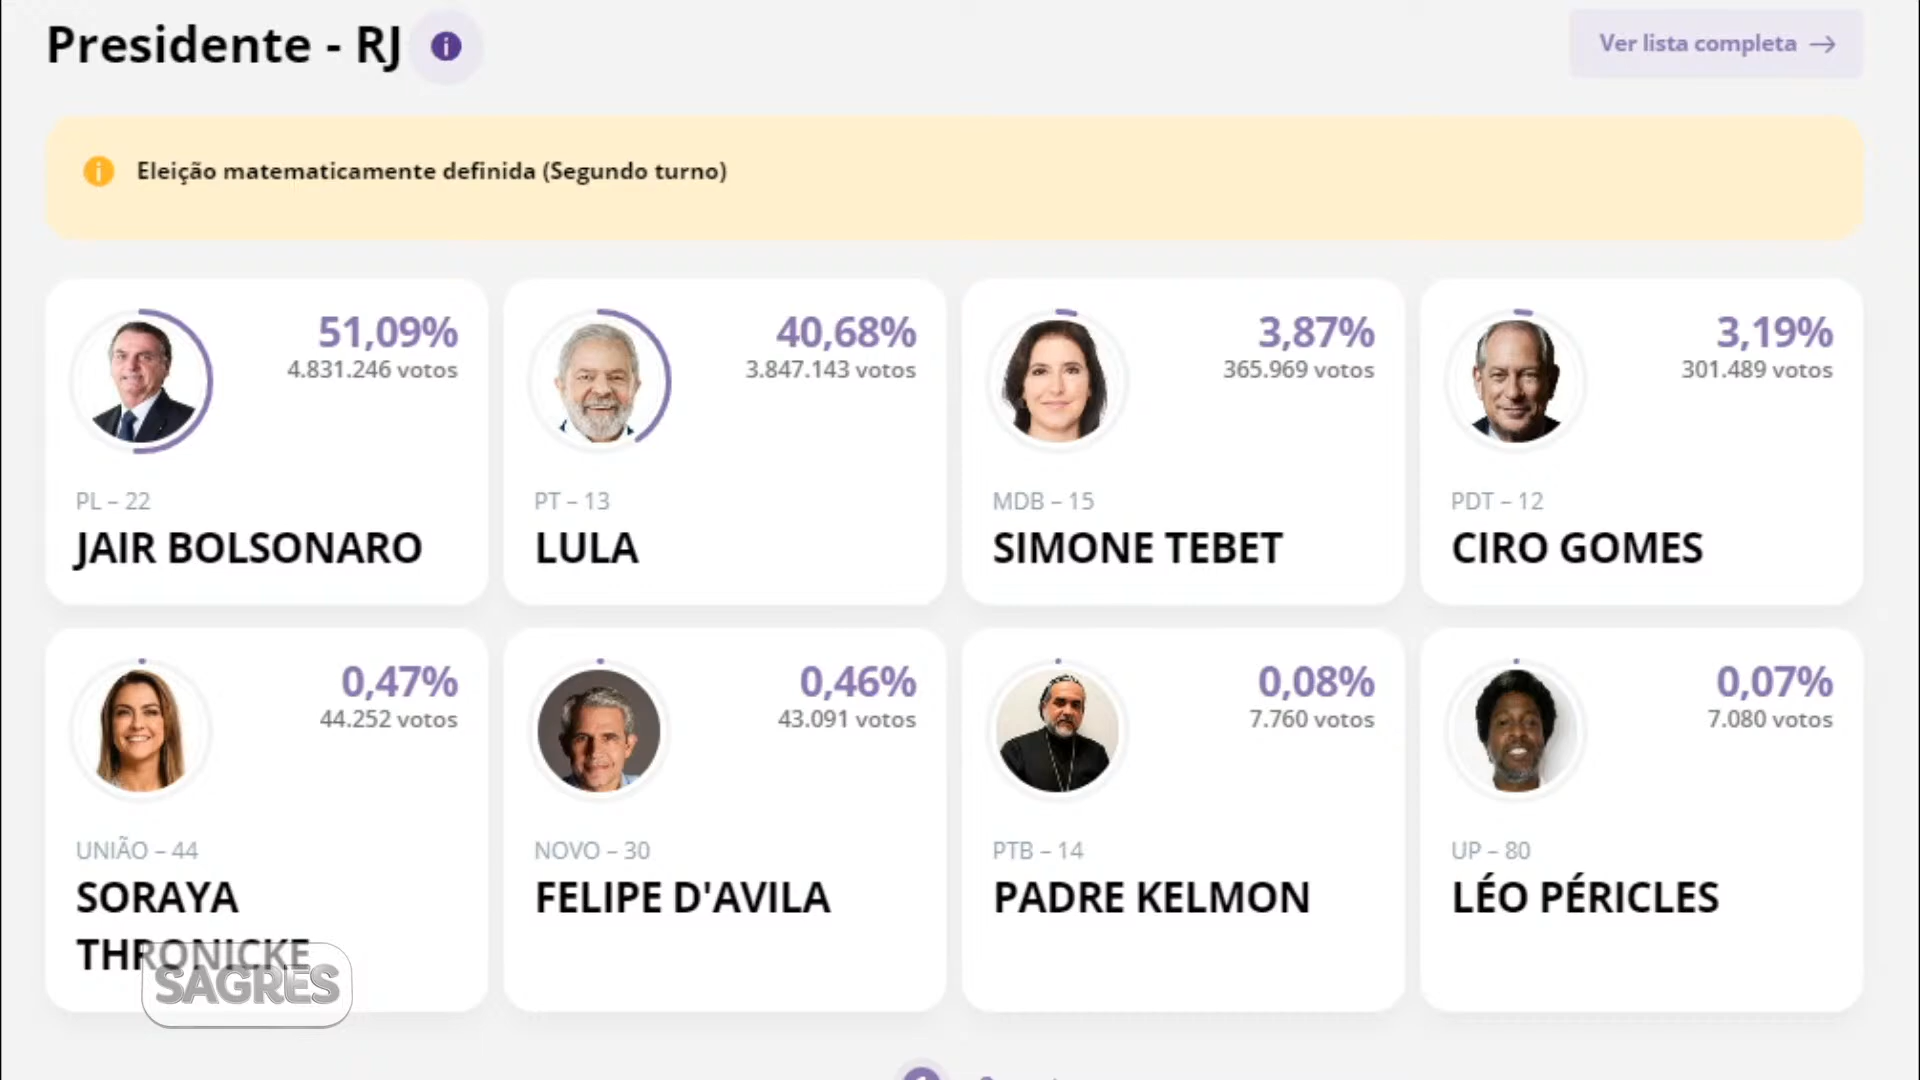 Presidente - RJ
Ver lista completa →
Eleição matematicamente definida (Segundo turno)
51,09%
4.831.246 votos
PL – 22
JAIR BOLSONARO
40,68%
3.847.143 votos
PT – 13
LULA
3,87%
365.969 votos
MDB – 15
SIMONE TEBET
3,19%
301.489 votos
PDT – 12
CIRO GOMES
0,47%
44.252 votos
UNIÃO – 44
SORAYA
THRONICKE
0,46%
43.091 votos
NOVO – 30
FELIPE D'AVILA
0,08%
7.760 votos
PTB – 14
PADRE KELMON
0,07%
7.080 votos
UP – 80
LÉO PÉRICLES
SAGRES